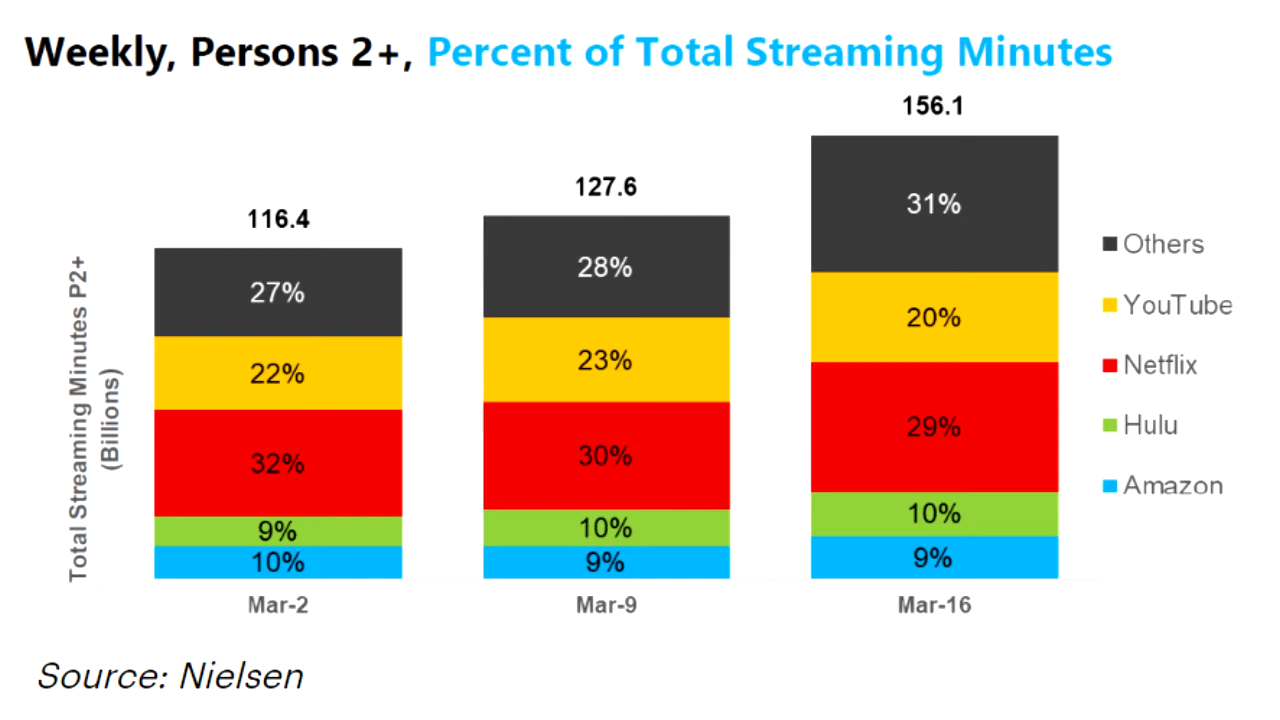 Weekly, Persons 2+, Percent of Total Streaming Minutes
156.1
127.6
116.4
31%
28%
27%
20%
23%
22%
29%
30%
32%
10%
10%
9%
9%
9%
10%
Total Streaming Minutes P2+
(Billions)
Mar-2
Mar-9
Mar-16
Others
YouTube
Netflix
Hulu
Amazon
Source: Nielsen